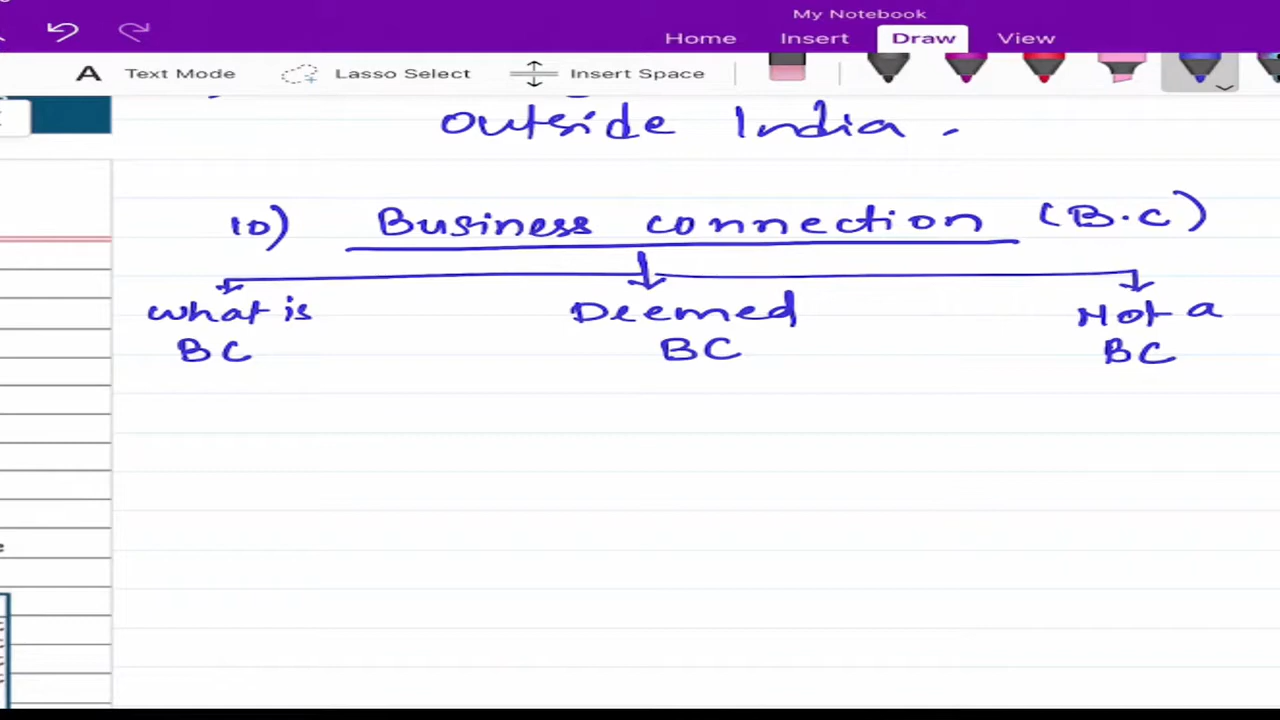 My Notebook
Home Insert Draw View
A Text Mode Lasso Select Insert Space
outside India.
10) Business connection (B.C)
what is Deemed Not a
BC BC BC